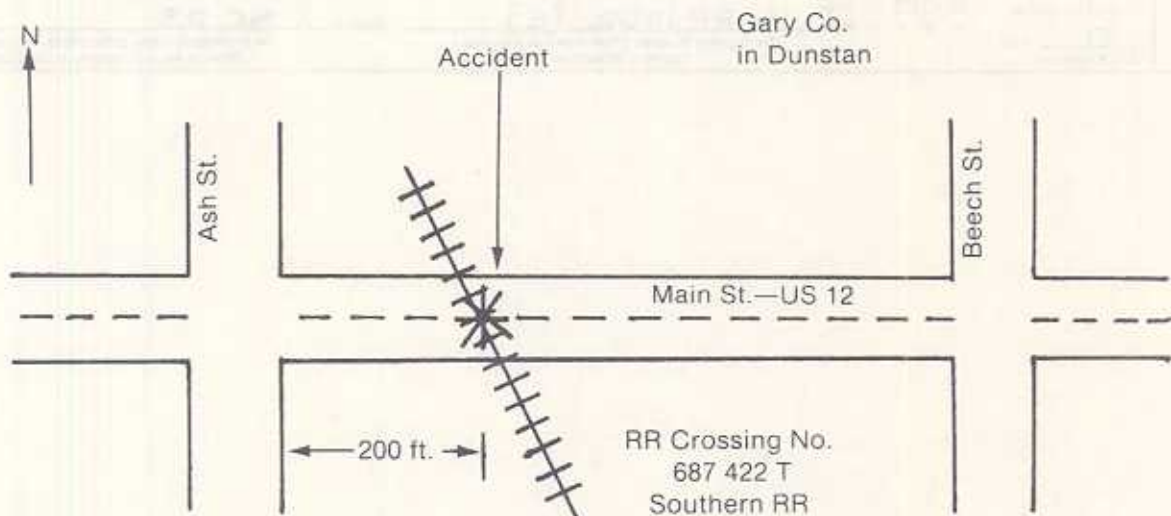 Gary Co.
in Dunstan
N
Accident
Ash St.
Beech St.
Main St.—US 12
200 ft.
RR Crossing No.
687 422 T
Southern RR